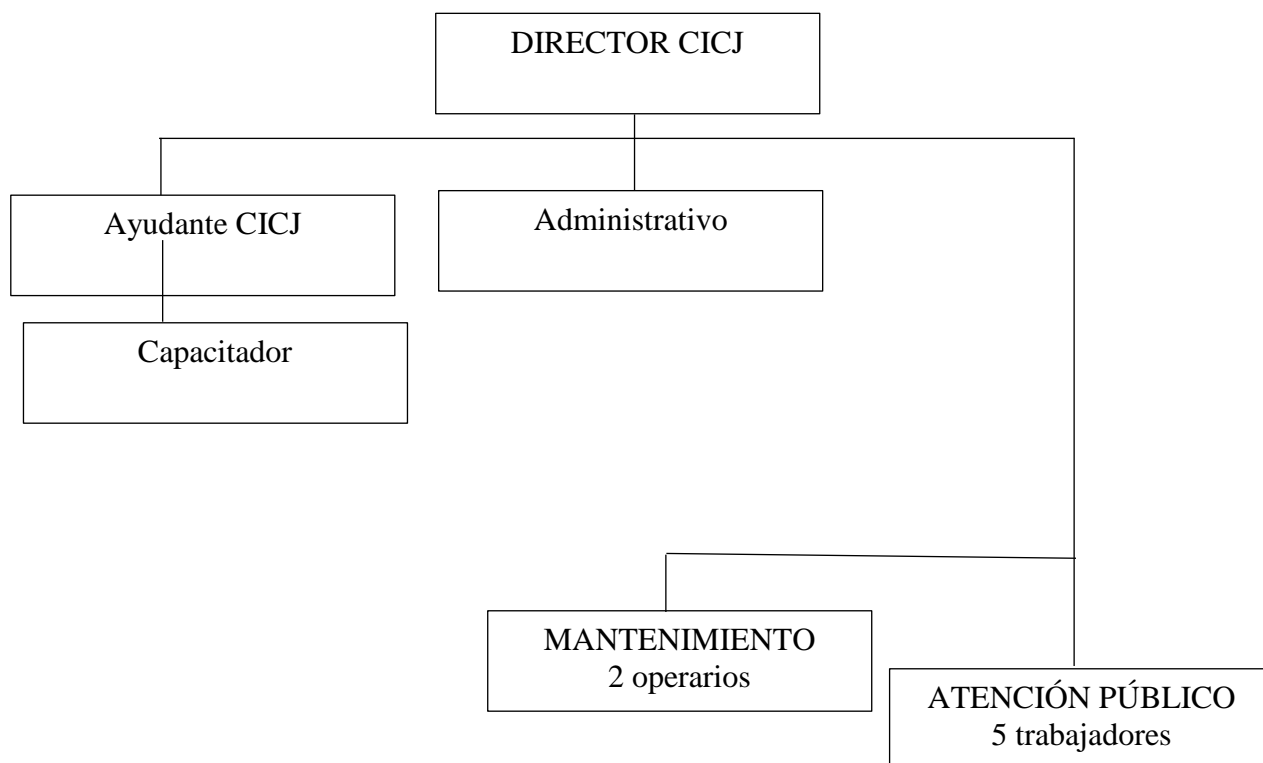 DIRECTOR CICJ
Ayudante CICJ
Administrativo
Capacitador
MANTENIMIENTO
2 operarios
ATENCIÓN PÚBLICO
5 trabajadores